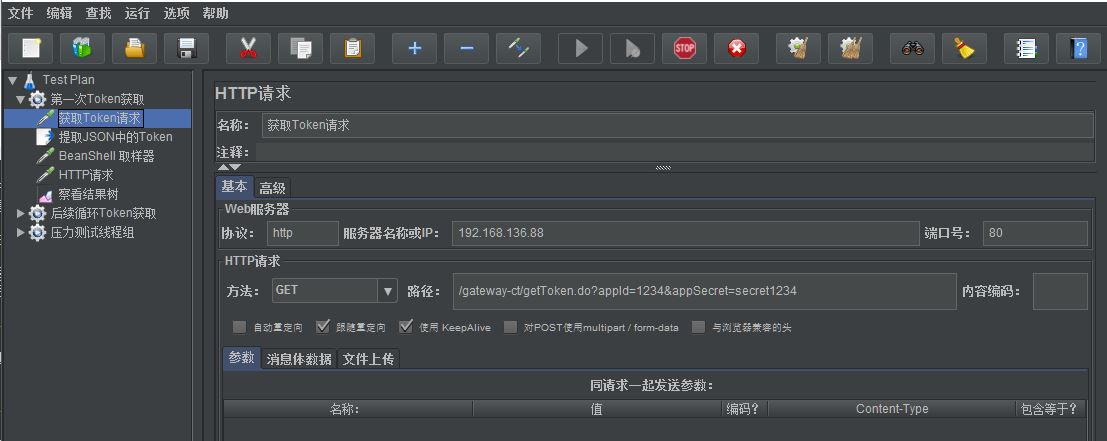 文件 编辑 查找 运行 选项 帮助
STOP
Test Plan
第一次Token获取
获取Token请求
提取JSON中的Token
BeanShell 取样器
HTTP请求
察看结果树
后续循环Token获取
压力测试线程组
HTTP请求
名称： 获取Token请求
注释：
基本 高级
Web服务器
协议： http 服务器名称或IP： 192.168.136.88 端口号： 80
HTTP请求
方法： GET 路径： /gateway-ct/getToken.do?appId=1234&appSecret=secret1234 内容编码：
自动重定向 跟随重定向 使用 KeepAlive 对POST使用multipart / form-data 与浏览器兼容的头
参数 消息体数据 文件上传
同请求一起发送参数：
名称： 值 编码? Content-Type 包含等于?